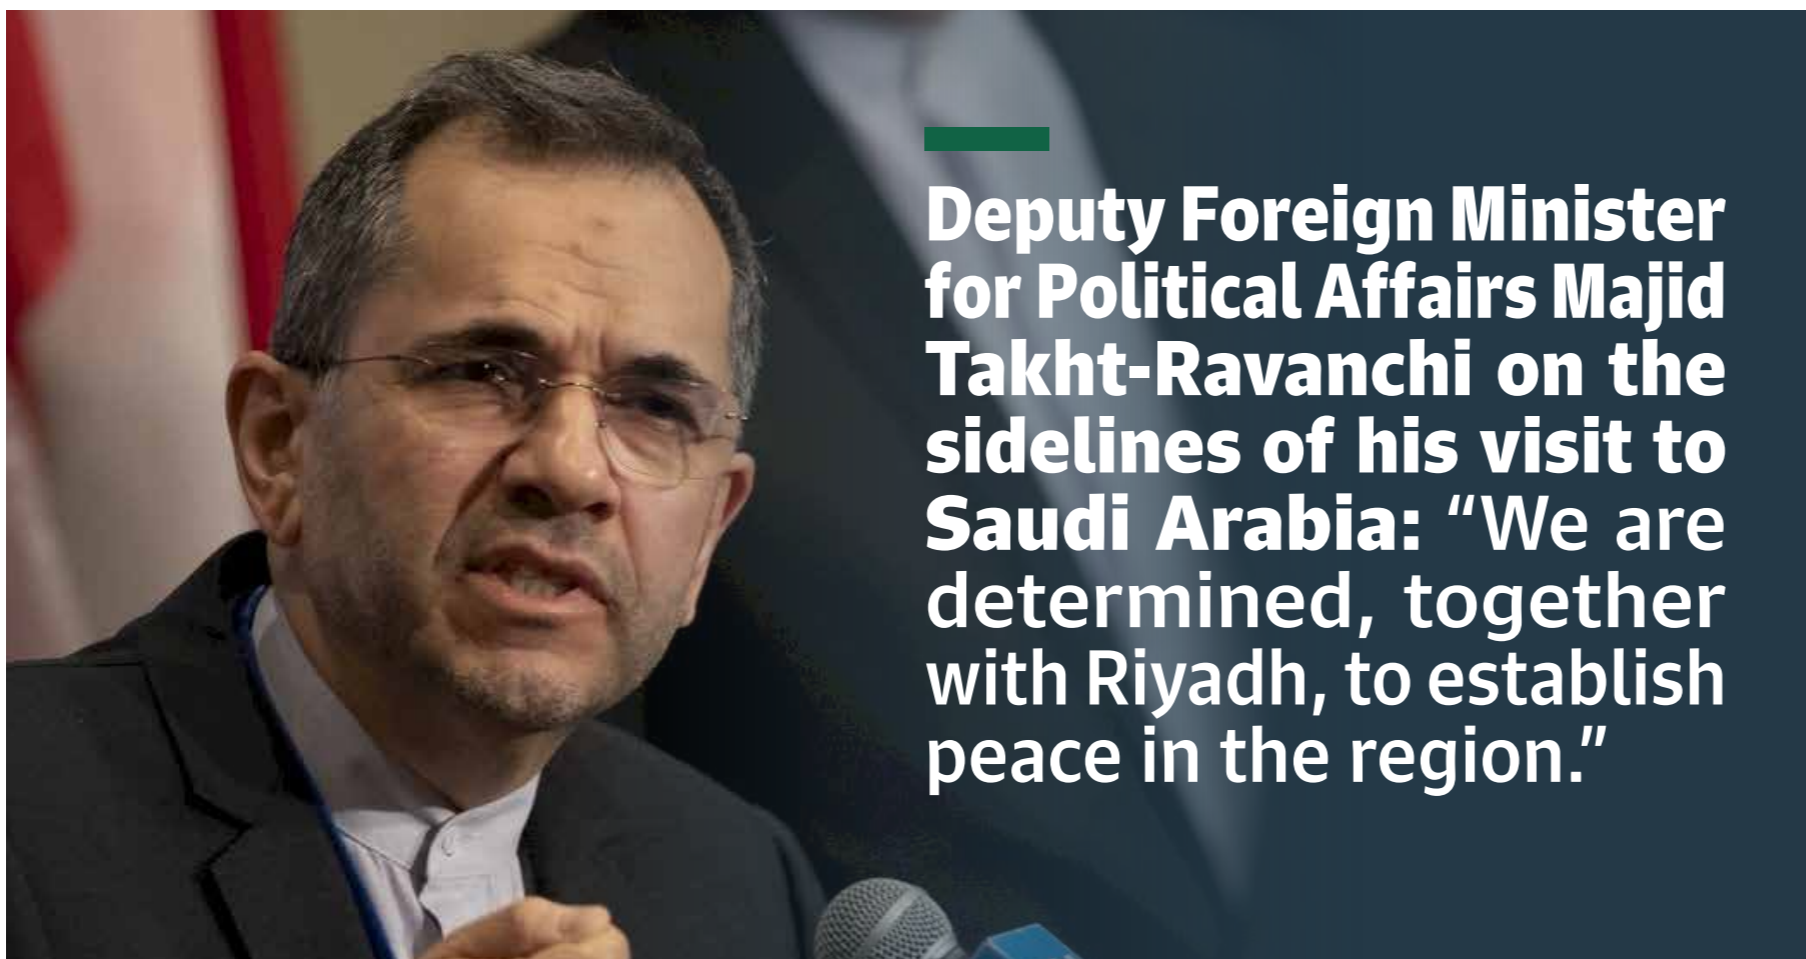 Deputy Foreign Minister
for Political Affairs Majid
Takht-Ravanchi on the
sidelines of his visit to
Saudi Arabia: “We are
determined, together
with Riyadh, to establish
peace in the region.”